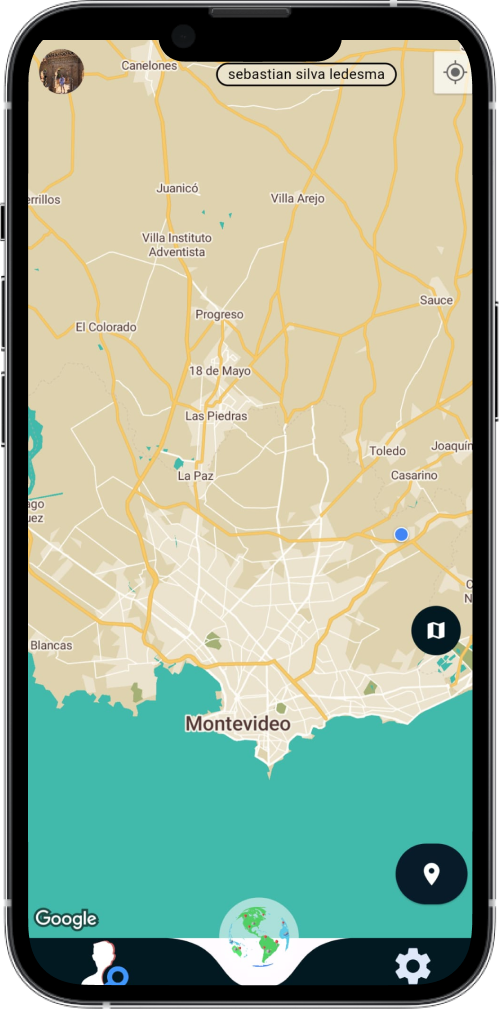 Canelones
sebastian silva ledesma
Juanicó
errillos
Villa Arejo
Villa Instituto
Adventista
Sauce
Progreso
El Colorado
18 de Mayo
Las Piedras
Toledo
Joaquín
La Paz
Casarino
ago
uez
C
N
Blancas
Montevideo
Google